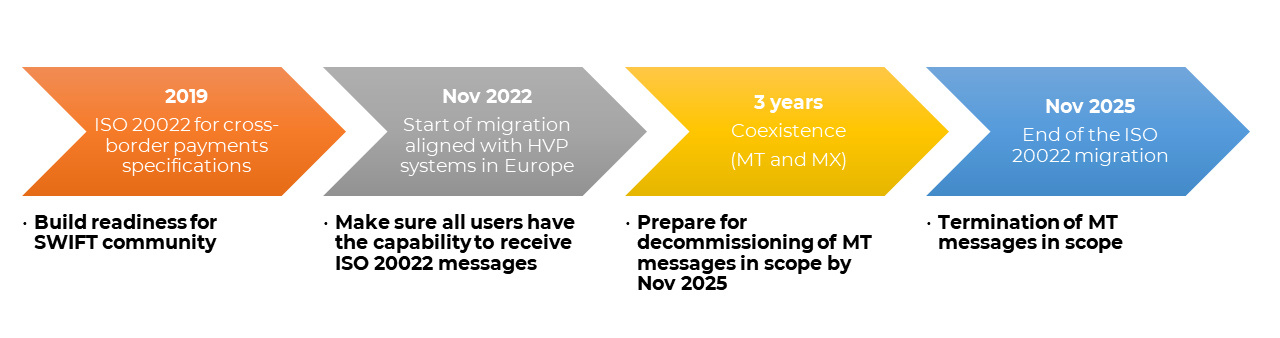 2019
ISO 20022 for cross-
border payments
specifications
Nov 2022
Start of migration
aligned with HVP
systems in Europe
3 years
Coexistence
(MT and MX)
Nov 2025
End of the ISO
20022 migration
· Build readiness for
SWIFT community
· Make sure all users have
the capability to receive
ISO 20022 messages
· Prepare for
decommissioning of MT
messages in scope by
Nov 2025
· Termination of MT
messages in scope